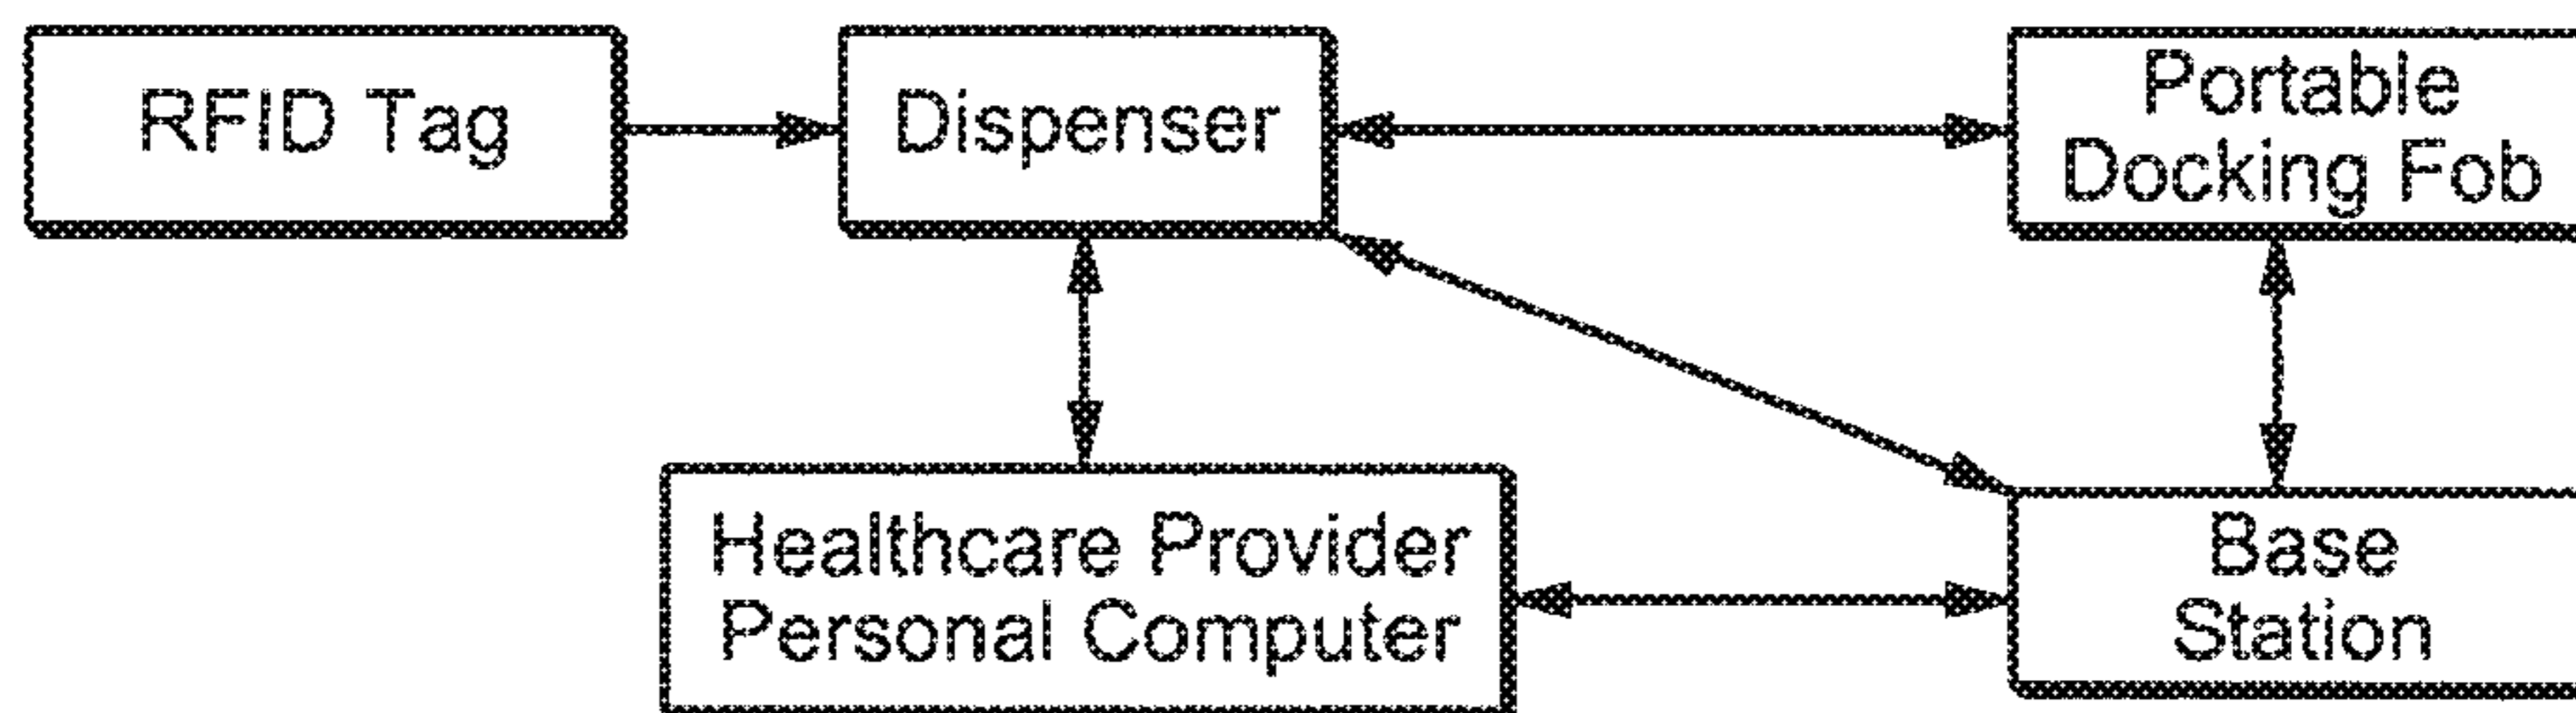 RFID Tag
Dispenser
Portable
Docking Fob
Healthcare Provider
Personal Computer
Base
Station